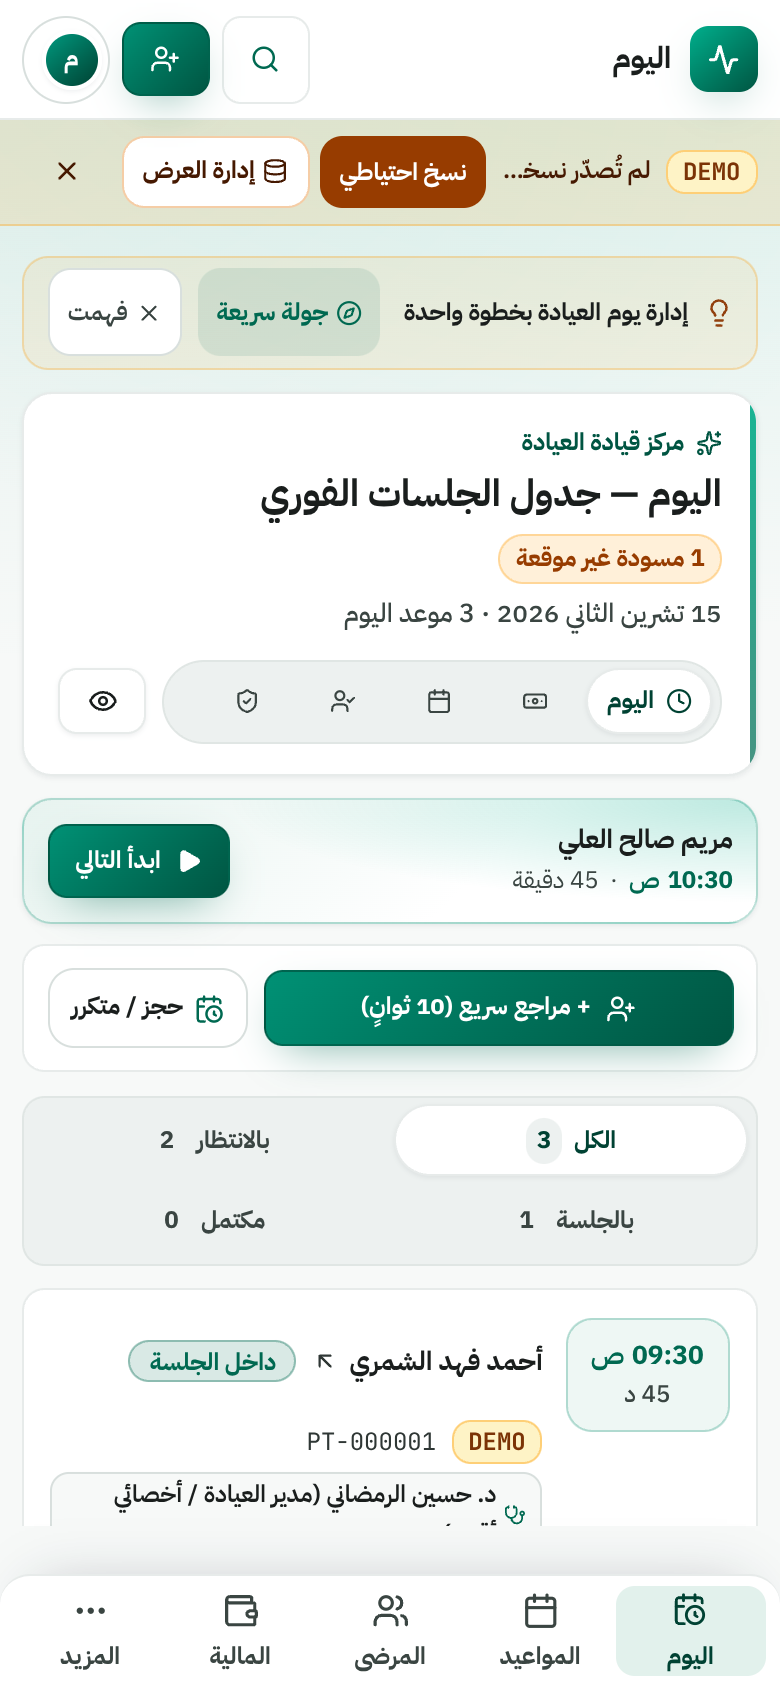 اليوم
م
DEMO لم تُصدّر نسخـ... نسخ احتياطي إدارة العرض
إدارة يوم العيادة بخطوة واحدة جولة سريعة فهمت
مركز قيادة العيادة
اليوم — جدول الجلسات الفوري
1 مسودة غير موقعة
15 تشرين الثاني 2026 · 3 موعد اليوم
اليوم
مريم صالح العلي
10:30 ص · 45 دقيقة
ابدأ التالي
+ مراجع سريع (10 ثوانٍ) حجز / متكرر
الكل 3 بالانتظار 2
بالجلسة 1 مكتمل 0
09:30 ص
45 د
أحمد فهد الشمري داخل الجلسة
DEMO PT-000001
د. حسين الرمضاني (مدير العيادة / أخصائي
اليوم المواعيد المرضى المالية المزيد